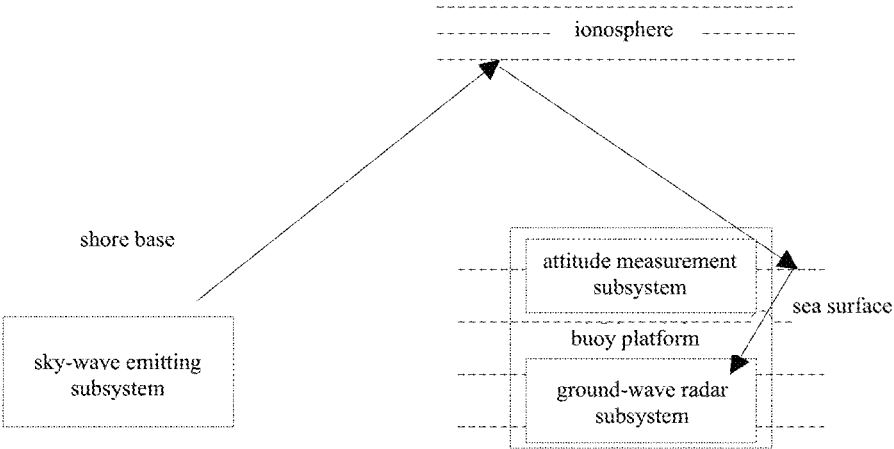 ionosphere
shore base
attitude measurement
subsystem
sea surface
buoy platform
sky-wave emitting
subsystem
ground-wave radar
subsystem